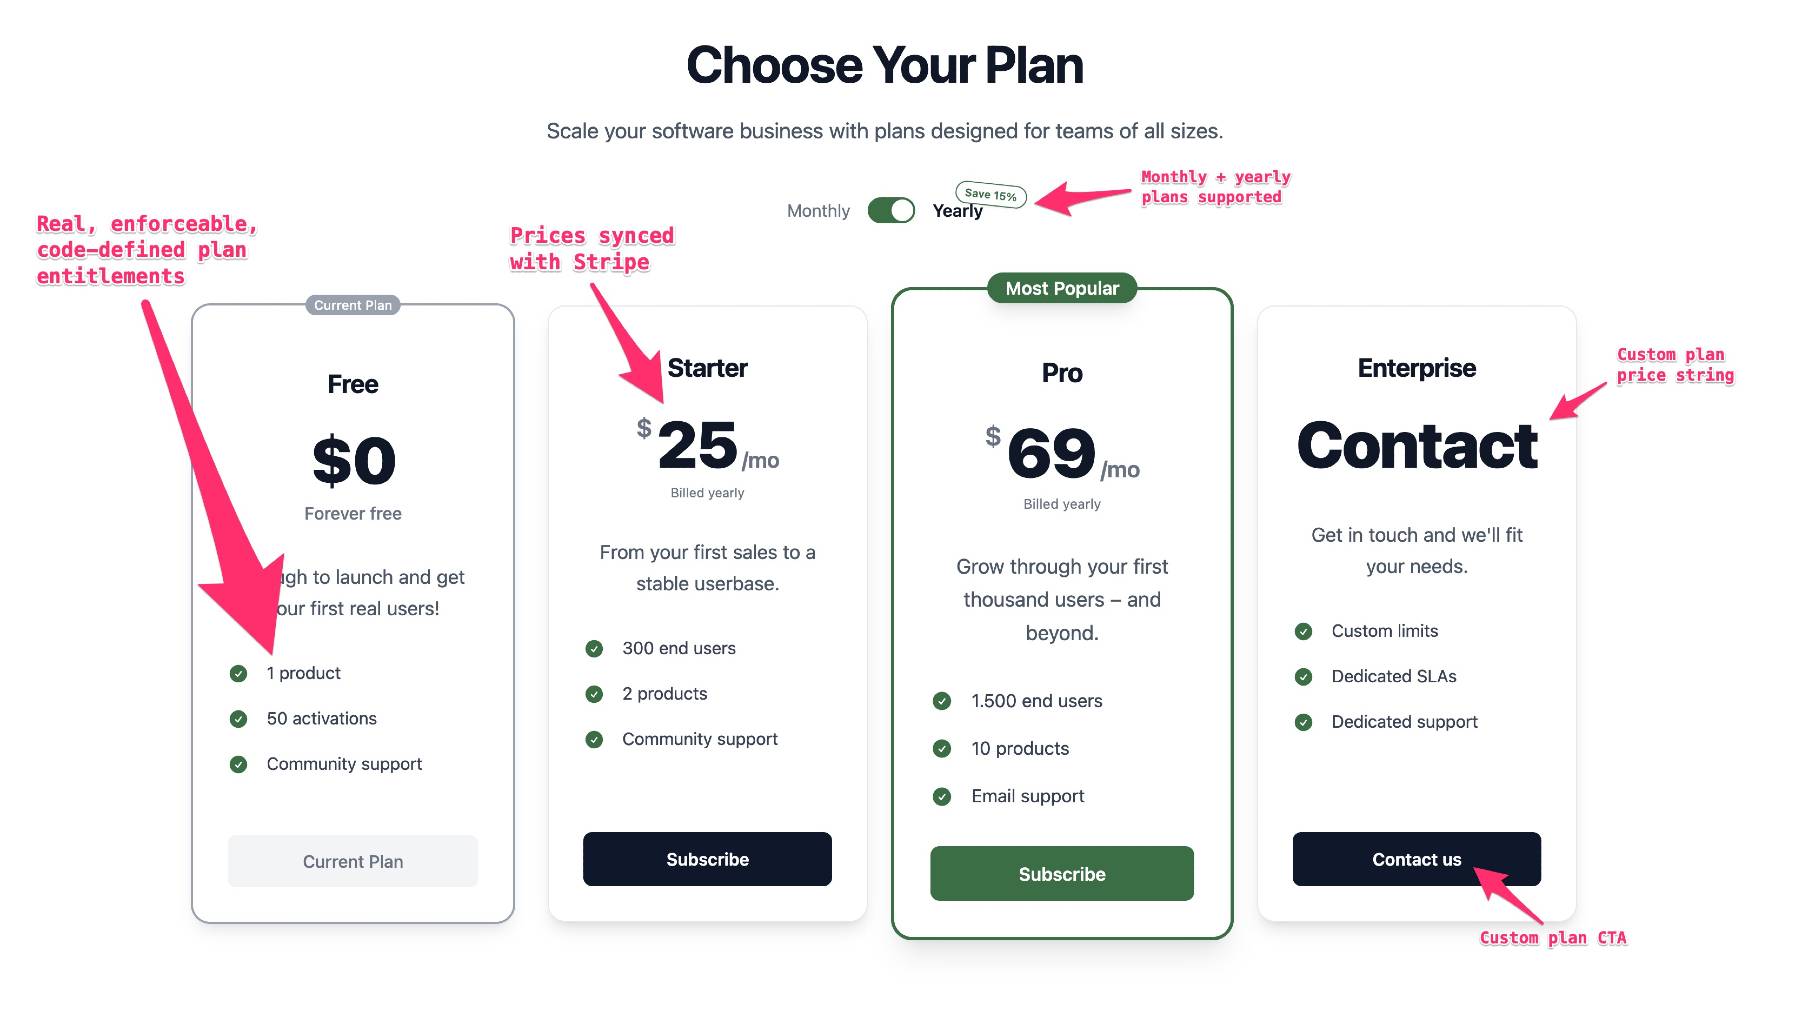 Choose Your Plan
Scale your software business with plans designed for teams of all sizes.
Monthly
Yearly
Save 15%
Monthly + yearly
plans supported
Real, enforceable,
code-defined plan
entitlements
Prices synced
with Stripe
Custom plan
price string
Current Plan
Free
$0
Forever free
to launch and get
first real users!
1 product
50 activations
Community support
Current Plan
Starter
$25/mo
Billed yearly
From your first sales to a
stable userbase.
300 end users
2 products
Community support
Subscribe
Most Popular
Pro
$69/mo
Billed yearly
Grow through your first
thousand users – and
beyond.
1.500 end users
10 products
Email support
Subscribe
Enterprise
Contact
Get in touch and we'll fit
your needs.
Custom limits
Dedicated SLAs
Dedicated support
Contact us
Custom plan CTA